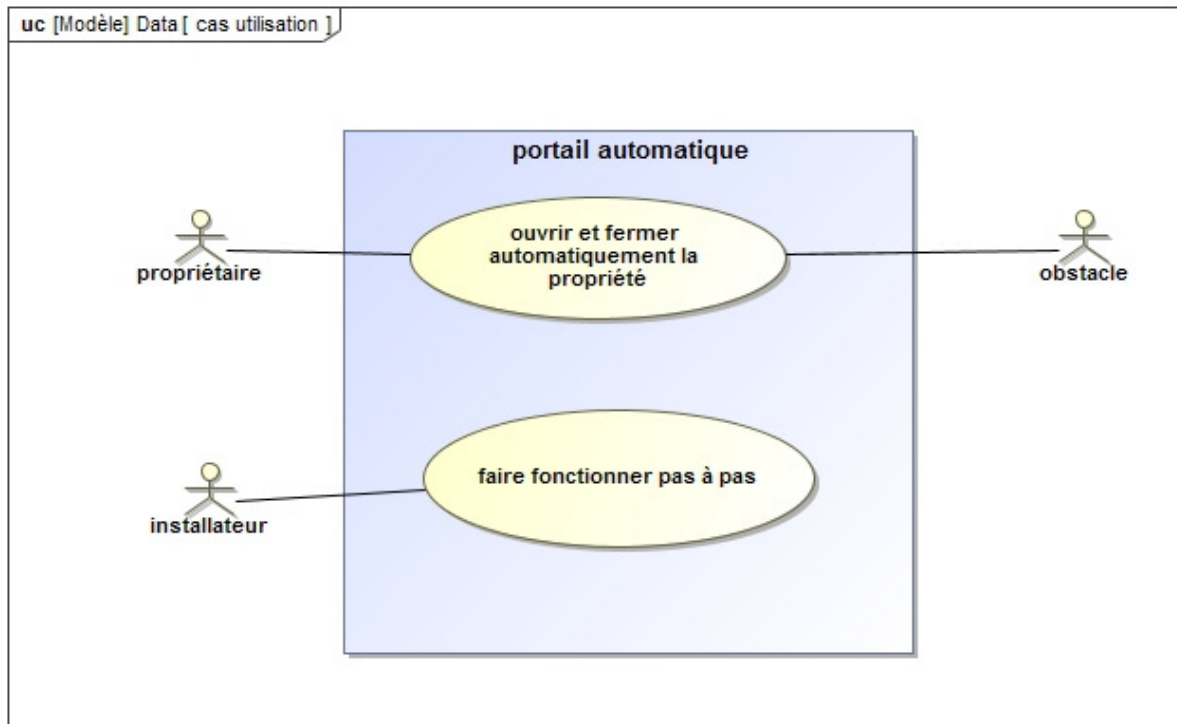 uc [Modèle] Data [ cas utilisation ]
portail automatique
ouvrir et fermer
automatiquement la
propriété
propriétaire
obstacle
faire fonctionner pas à pas
installateur